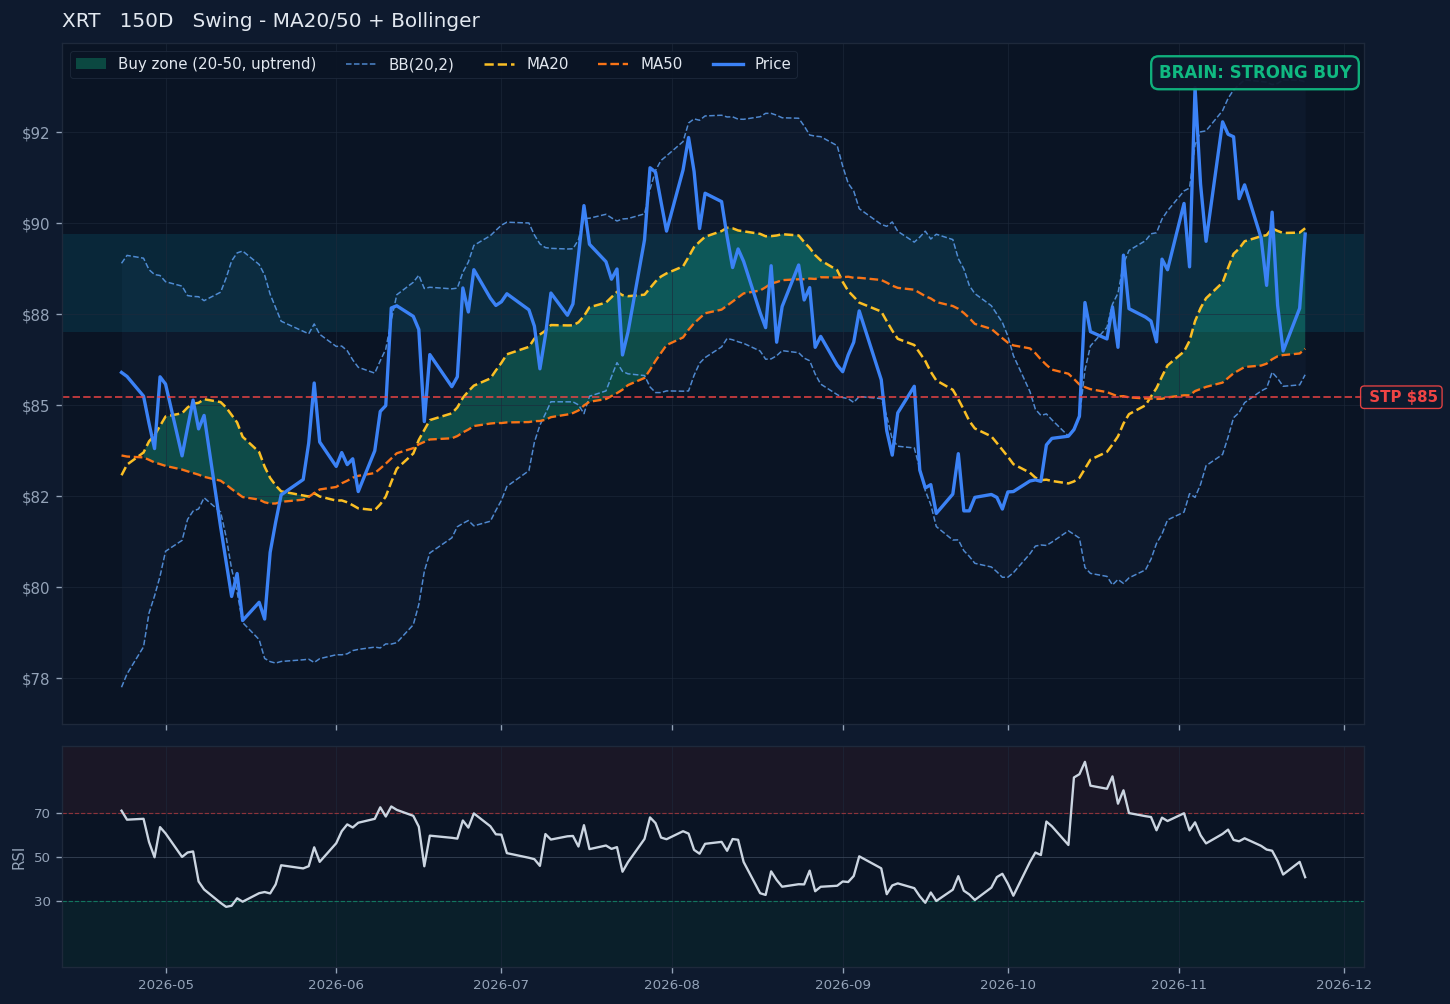 XRT 150D Swing - MA20/50 + Bollinger
Buy zone (20-50, uptrend) BB(20,2) MA20 MA50 Price
BRAIN: STRONG BUY
$92
$90
$88
$85
STP $85
$82
$80
$78
70
50
30
RSI
2026-05 2026-06 2026-07 2026-08 2026-09 2026-10 2026-11 2026-12